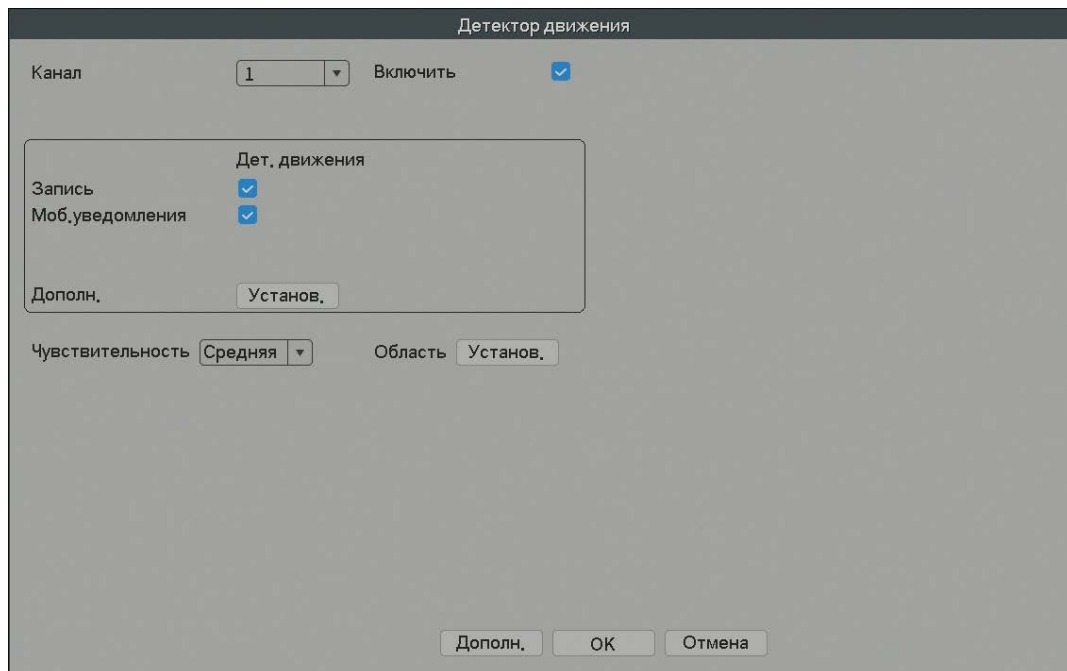 Детектор движения
Канал 1 Включить
Дет. движения
Запись
Моб.уведомления
Дополн. Установ.
Чувствительность Средняя Область Установ.
Дополн. OK Отмена